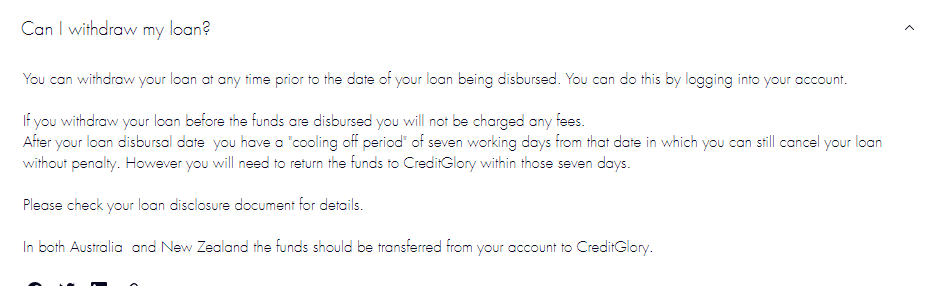 Can I withdraw my loan?
You can withdraw your loan at any time prior to the date of your loan being disbursed. You can do this by logging into your account.
If you withdraw your loan before the funds are disbursed you will not be charged any fees.
After your loan disbursal date  you have a "cooling off period" of seven working days from that date in which you can still cancel your loan
without penalty. However you will need to return the funds to CreditGlory within those seven days.
Please check your loan disclosure document for details.
In both Australia  and New Zealand the funds should be transferred from your account to CreditGlory.